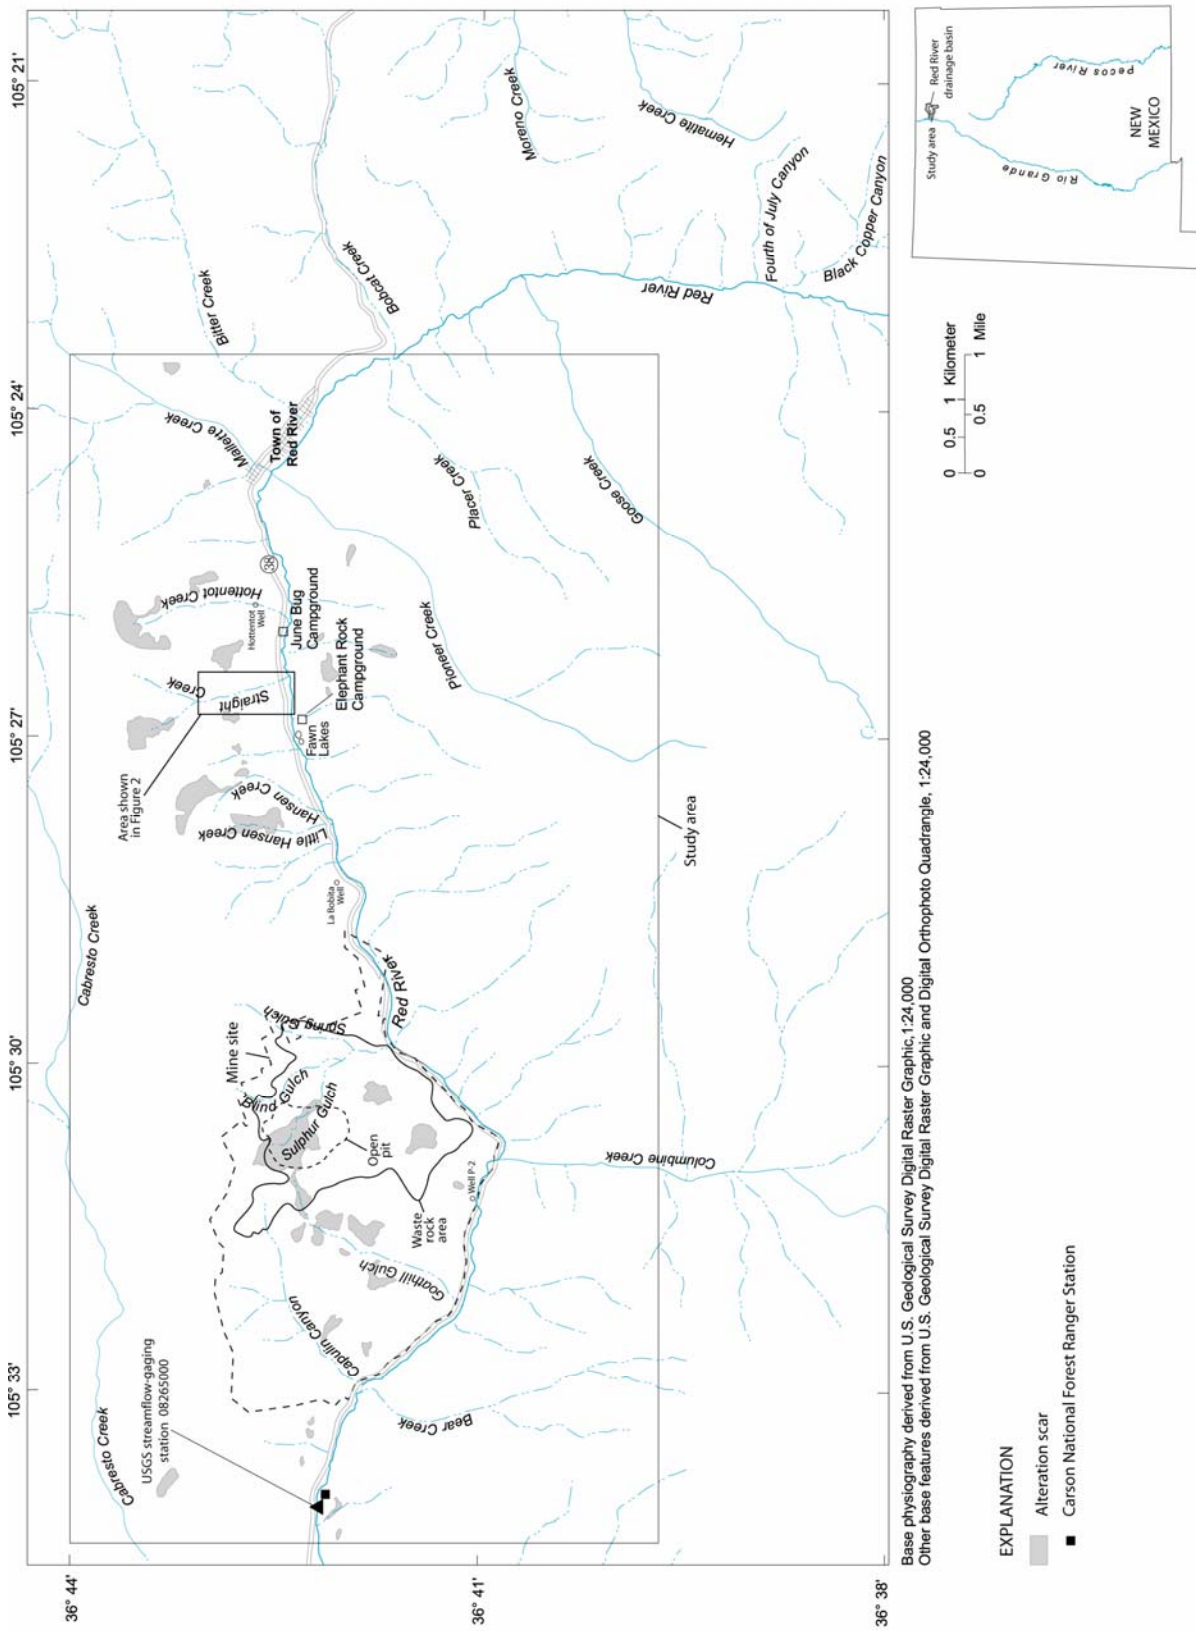 105° 33'
105° 30'
105° 27'
105° 24'
105° 21'
36° 44'
36° 41'
36° 38'
Cabresto Creek
Cabresto Creek
USGS streamflow-gaging
station 08265000
Mine site
Spring Gulch
Blind Gulch
Sulphur Gulch
Open
pit
Waste
rock
area
Goathill Gulch
Capulin Canyon
Bear Creek
Well P-2
Columbine Creek
Red River
La Bobita
Well
Little Hansen Creek
Hansen Creek
Area shown
in Figure 2
Straight
Creek
Fawn
Lakes
Elephant Rock
Campground
June Bug
Campground
Hottentot
Well
Hottentot Creek
38
Mallette Creek
Town of
Red River
Bitter Creek
Bobcat Creek
Placer Creek
Pioneer Creek
Goose Creek
Study area
Red River
Moreno Creek
Hematite Creek
Fourth of July Canyon
Black Copper Canyon
Base physiography derived from U.S. Geological Survey Digital Raster Graphic,1:24,000
Other base features derived from U.S. Geological Survey Digital Raster Graphic and Digital Orthophoto Quadrangle, 1:24,000
EXPLANATION
Alteration scar
Carson National Forest Ranger Station
0 0.5 1 Kilometer
0 0.5 1 Mile
Study area
Red River
drainage basin
Rio Grande
Pecos River
NEW
MEXICO